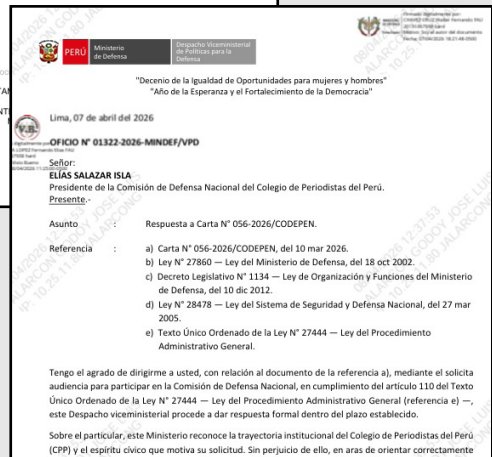 PERÚ
Ministerio
de Defensa
Despacho Viceministerial
de Políticas para la
Defensa
"Decenio de la Igualdad de Oportunidades para mujeres y hombres"
"Año de la Esperanza y el Fortalecimiento de la Democracia"
Lima, 07 de abril del 2026
OFICIO N° 01322-2026-MINDEF/VPD
Señor:
ELÍAS SALAZAR ISLA
Presidente de la Comisión de Defensa Nacional del Colegio de Periodistas del Perú.
Presente.-
Asunto : Respuesta a Carta N° 056-2026/CODEPEN.
Referencia : a) Carta N° 056-2026/CODEPEN, del 10 mar 2026.
b) Ley N° 27860 — Ley del Ministerio de Defensa, del 18 oct 2002.
c) Decreto Legislativo N° 1134 — Ley de Organización y Funciones del Ministerio
de Defensa, del 10 dic 2012.
d) Ley N° 28478 — Ley del Sistema de Seguridad y Defensa Nacional, del 27 mar
2005.
e) Texto Único Ordenado de la Ley N° 27444 — Ley del Procedimiento
Administrativo General.
Tengo el agrado de dirigirme a usted, con relación al documento de la referencia a), mediante el solicita
audiencia para participar en la Comisión de Defensa Nacional, en cumplimiento del artículo 110 del Texto
Único Ordenado de la Ley N° 27444 — Ley del Procedimiento Administrativo General (referencia e) —,
este Despacho viceministerial procede a dar respuesta formal dentro del plazo establecido.
Sobre el particular, este Ministerio reconoce la trayectoria institucional del Colegio de Periodistas del Perú
(CPP) y el espíritu cívico que motiva su solicitud. Sin perjuicio de ello, en aras de orientar correctamente